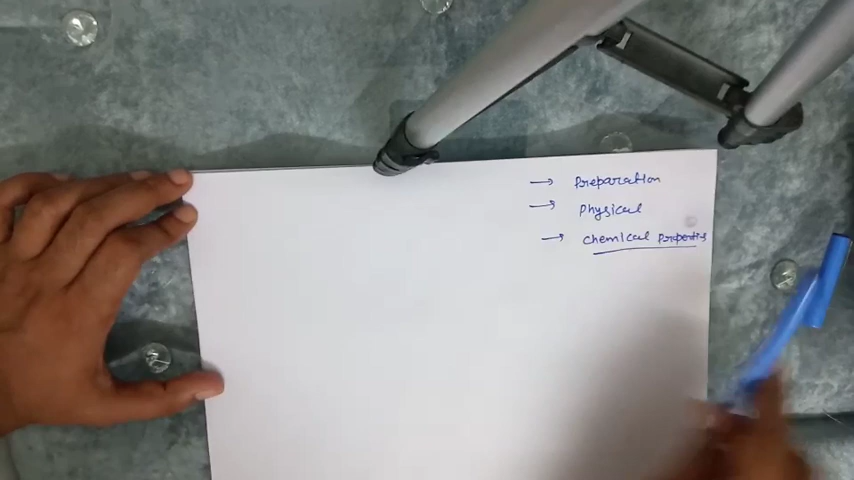 → Preparation
→ Physical
→ Chemical Properties